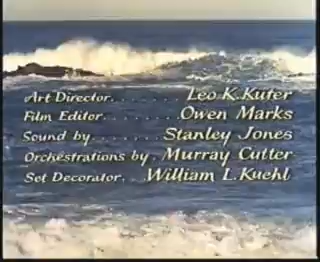 Art Director........Leo K. Kuter
Film Editor.........Owen Marks
Sound by........Stanley Jones
Orchestrations by.Murray Cutter
Set Decorator...William L. Kuehl